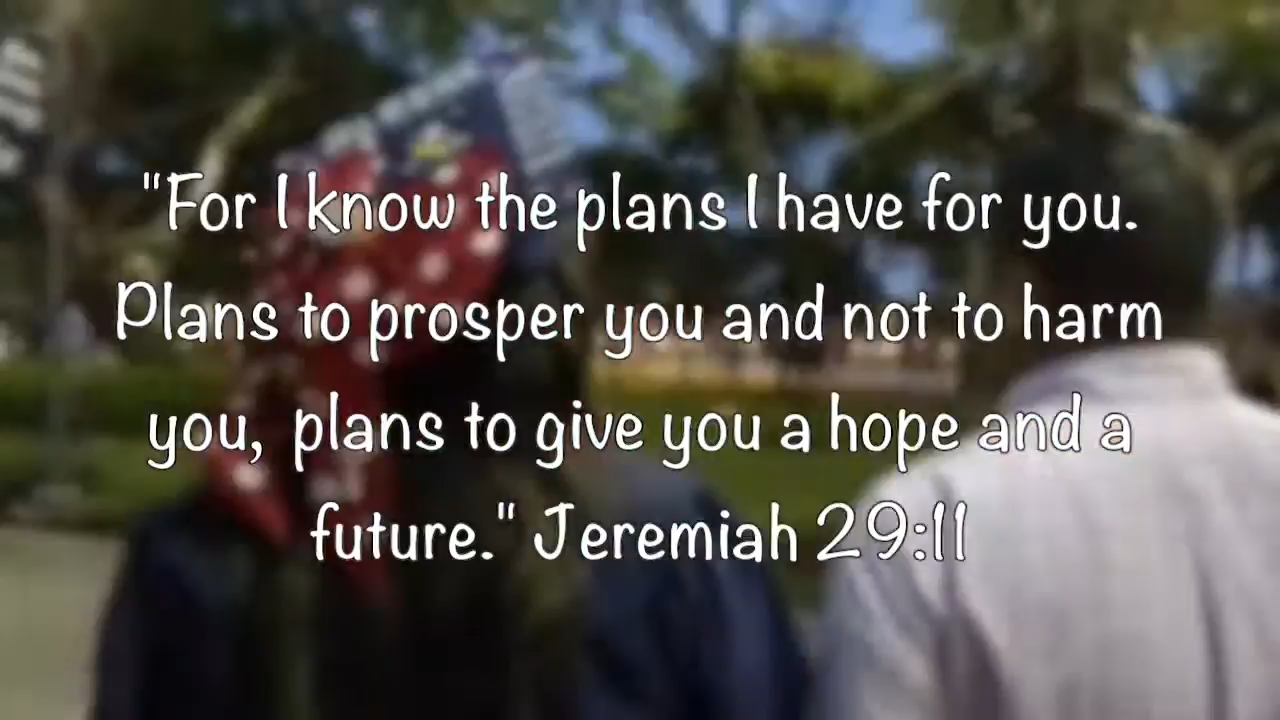 "For I know the plans I have for you.
Plans to prosper you and not to harm
you, plans to give you a hope and a
future." Jeremiah 29:11